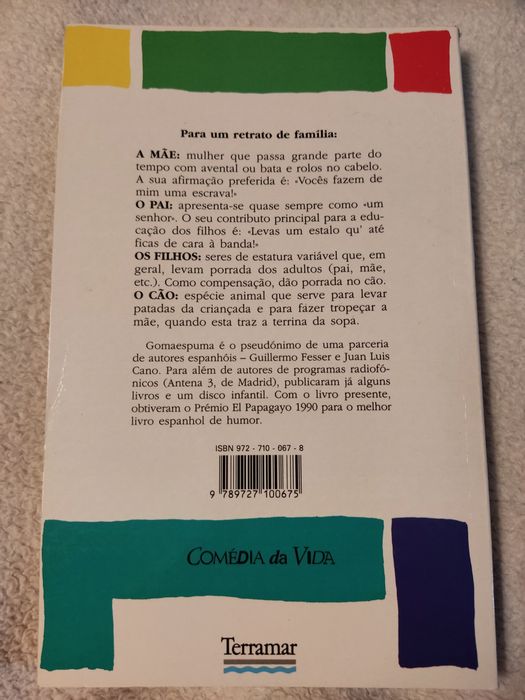 Para um retrato de família:
A MÃE: mulher que passa grande parte do
tempo com avental ou bata e rolos no cabelo.
A sua afirmação preferida é: «Vocês fazem de
mim uma escrava!»
O PAI: apresenta-se quase sempre como «um
senhor». O seu contributo principal para a edu-
cação dos filhos é: «Levas um estalo qu' até
ficas de cara à banda!»
OS FILHOS: seres de estatura variável que, em
geral, levam porrada dos adultos (pai, mãe,
etc.). Como compensação, dão porrada no cão.
O CÃO: espécie animal que serve para levar
patadas da criançada e para fazer tropeçar a
mãe, quando esta traz a terrina da sopa.
Gomaespuma é o pseudónimo de uma parceria
de autores espanhóis – Guillermo Fesser e Juan Luis
Cano. Para além de autores de programas radiofó-
nicos (Antena 3, de Madrid), publicaram já alguns
livros e um disco infantil. Com o livro presente,
obtiveram o Prémio El Papagayo 1990 para o melhor
livro espanhol de humor.
ISBN 972 - 710 - 067 - 8
9 789727 100675
COMÉDIA da VIDA
Terramar